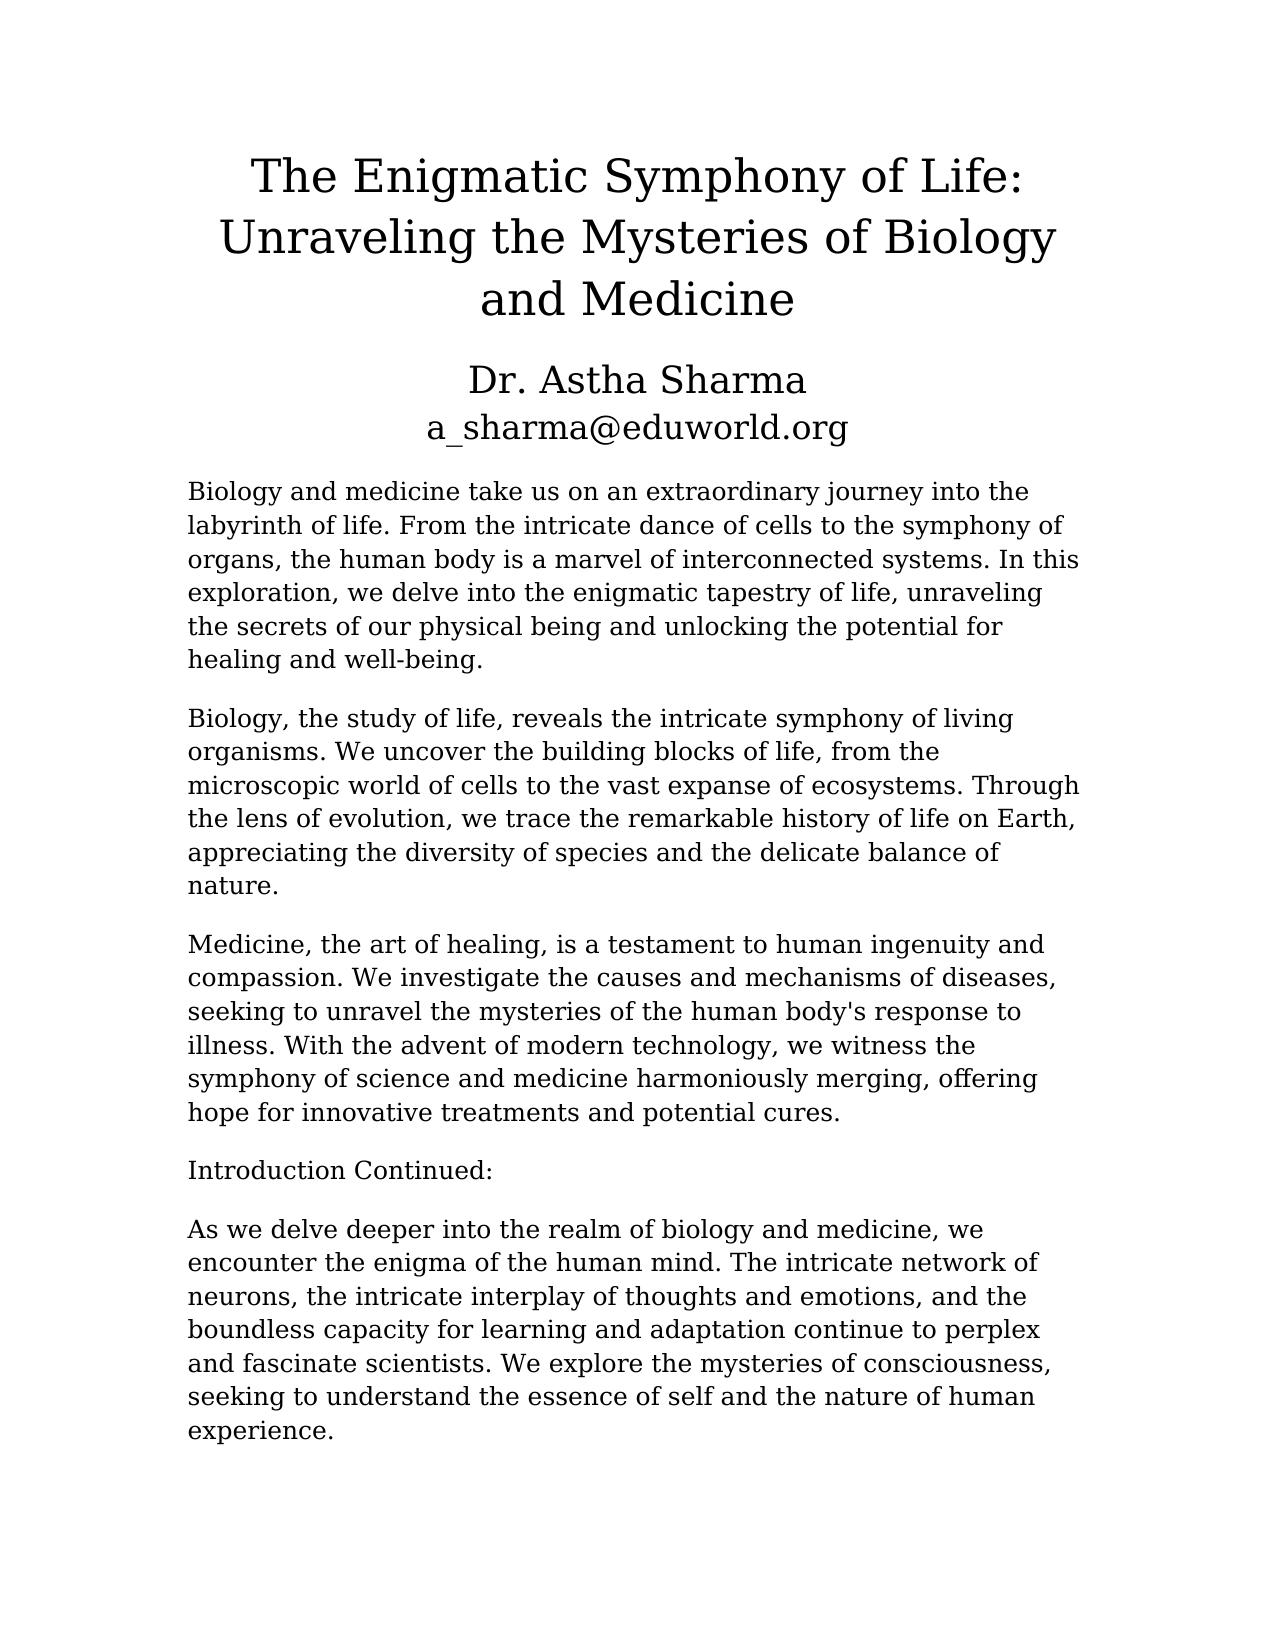 The Enigmatic Symphony of Life:
Unraveling the Mysteries of Biology
and Medicine
Dr. Astha Sharma
a_sharma@eduworld.org
Biology and medicine take us on an extraordinary journey into the
labyrinth of life. From the intricate dance of cells to the symphony of
organs, the human body is a marvel of interconnected systems. In this
exploration, we delve into the enigmatic tapestry of life, unraveling
the secrets of our physical being and unlocking the potential for
healing and well-being.
Biology, the study of life, reveals the intricate symphony of living
organisms. We uncover the building blocks of life, from the
microscopic world of cells to the vast expanse of ecosystems. Through
the lens of evolution, we trace the remarkable history of life on Earth,
appreciating the diversity of species and the delicate balance of
nature.
Medicine, the art of healing, is a testament to human ingenuity and
compassion. We investigate the causes and mechanisms of diseases,
seeking to unravel the mysteries of the human body's response to
illness. With the advent of modern technology, we witness the
symphony of science and medicine harmoniously merging, offering
hope for innovative treatments and potential cures.
Introduction Continued:
As we delve deeper into the realm of biology and medicine, we
encounter the enigma of the human mind. The intricate network of
neurons, the intricate interplay of thoughts and emotions, and the
boundless capacity for learning and adaptation continue to perplex
and fascinate scientists. We explore the mysteries of consciousness,
seeking to understand the essence of self and the nature of human
experience.